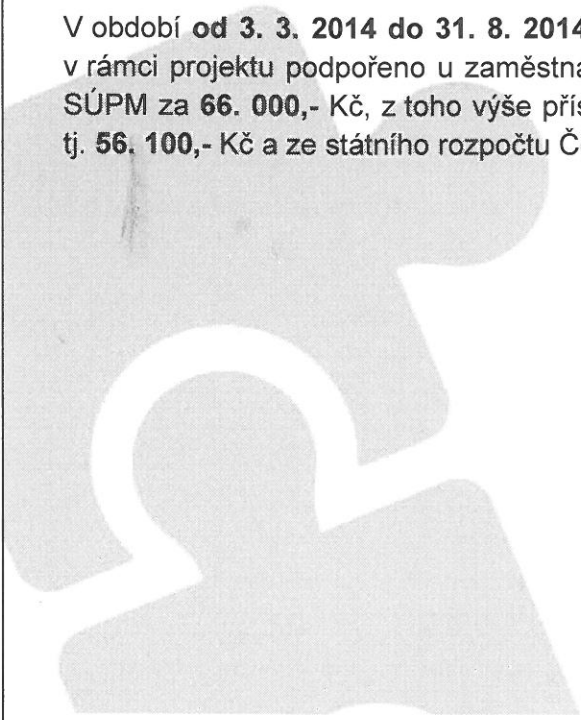 V období od 3. 3. 2014 do 31. 8. 2014
v rámci projektu podpořeno u zaměstna
SÚPM za 66. 000,- Kč, z toho výše přís
tj. 56. 100,- Kč a ze státního rozpočtu Č